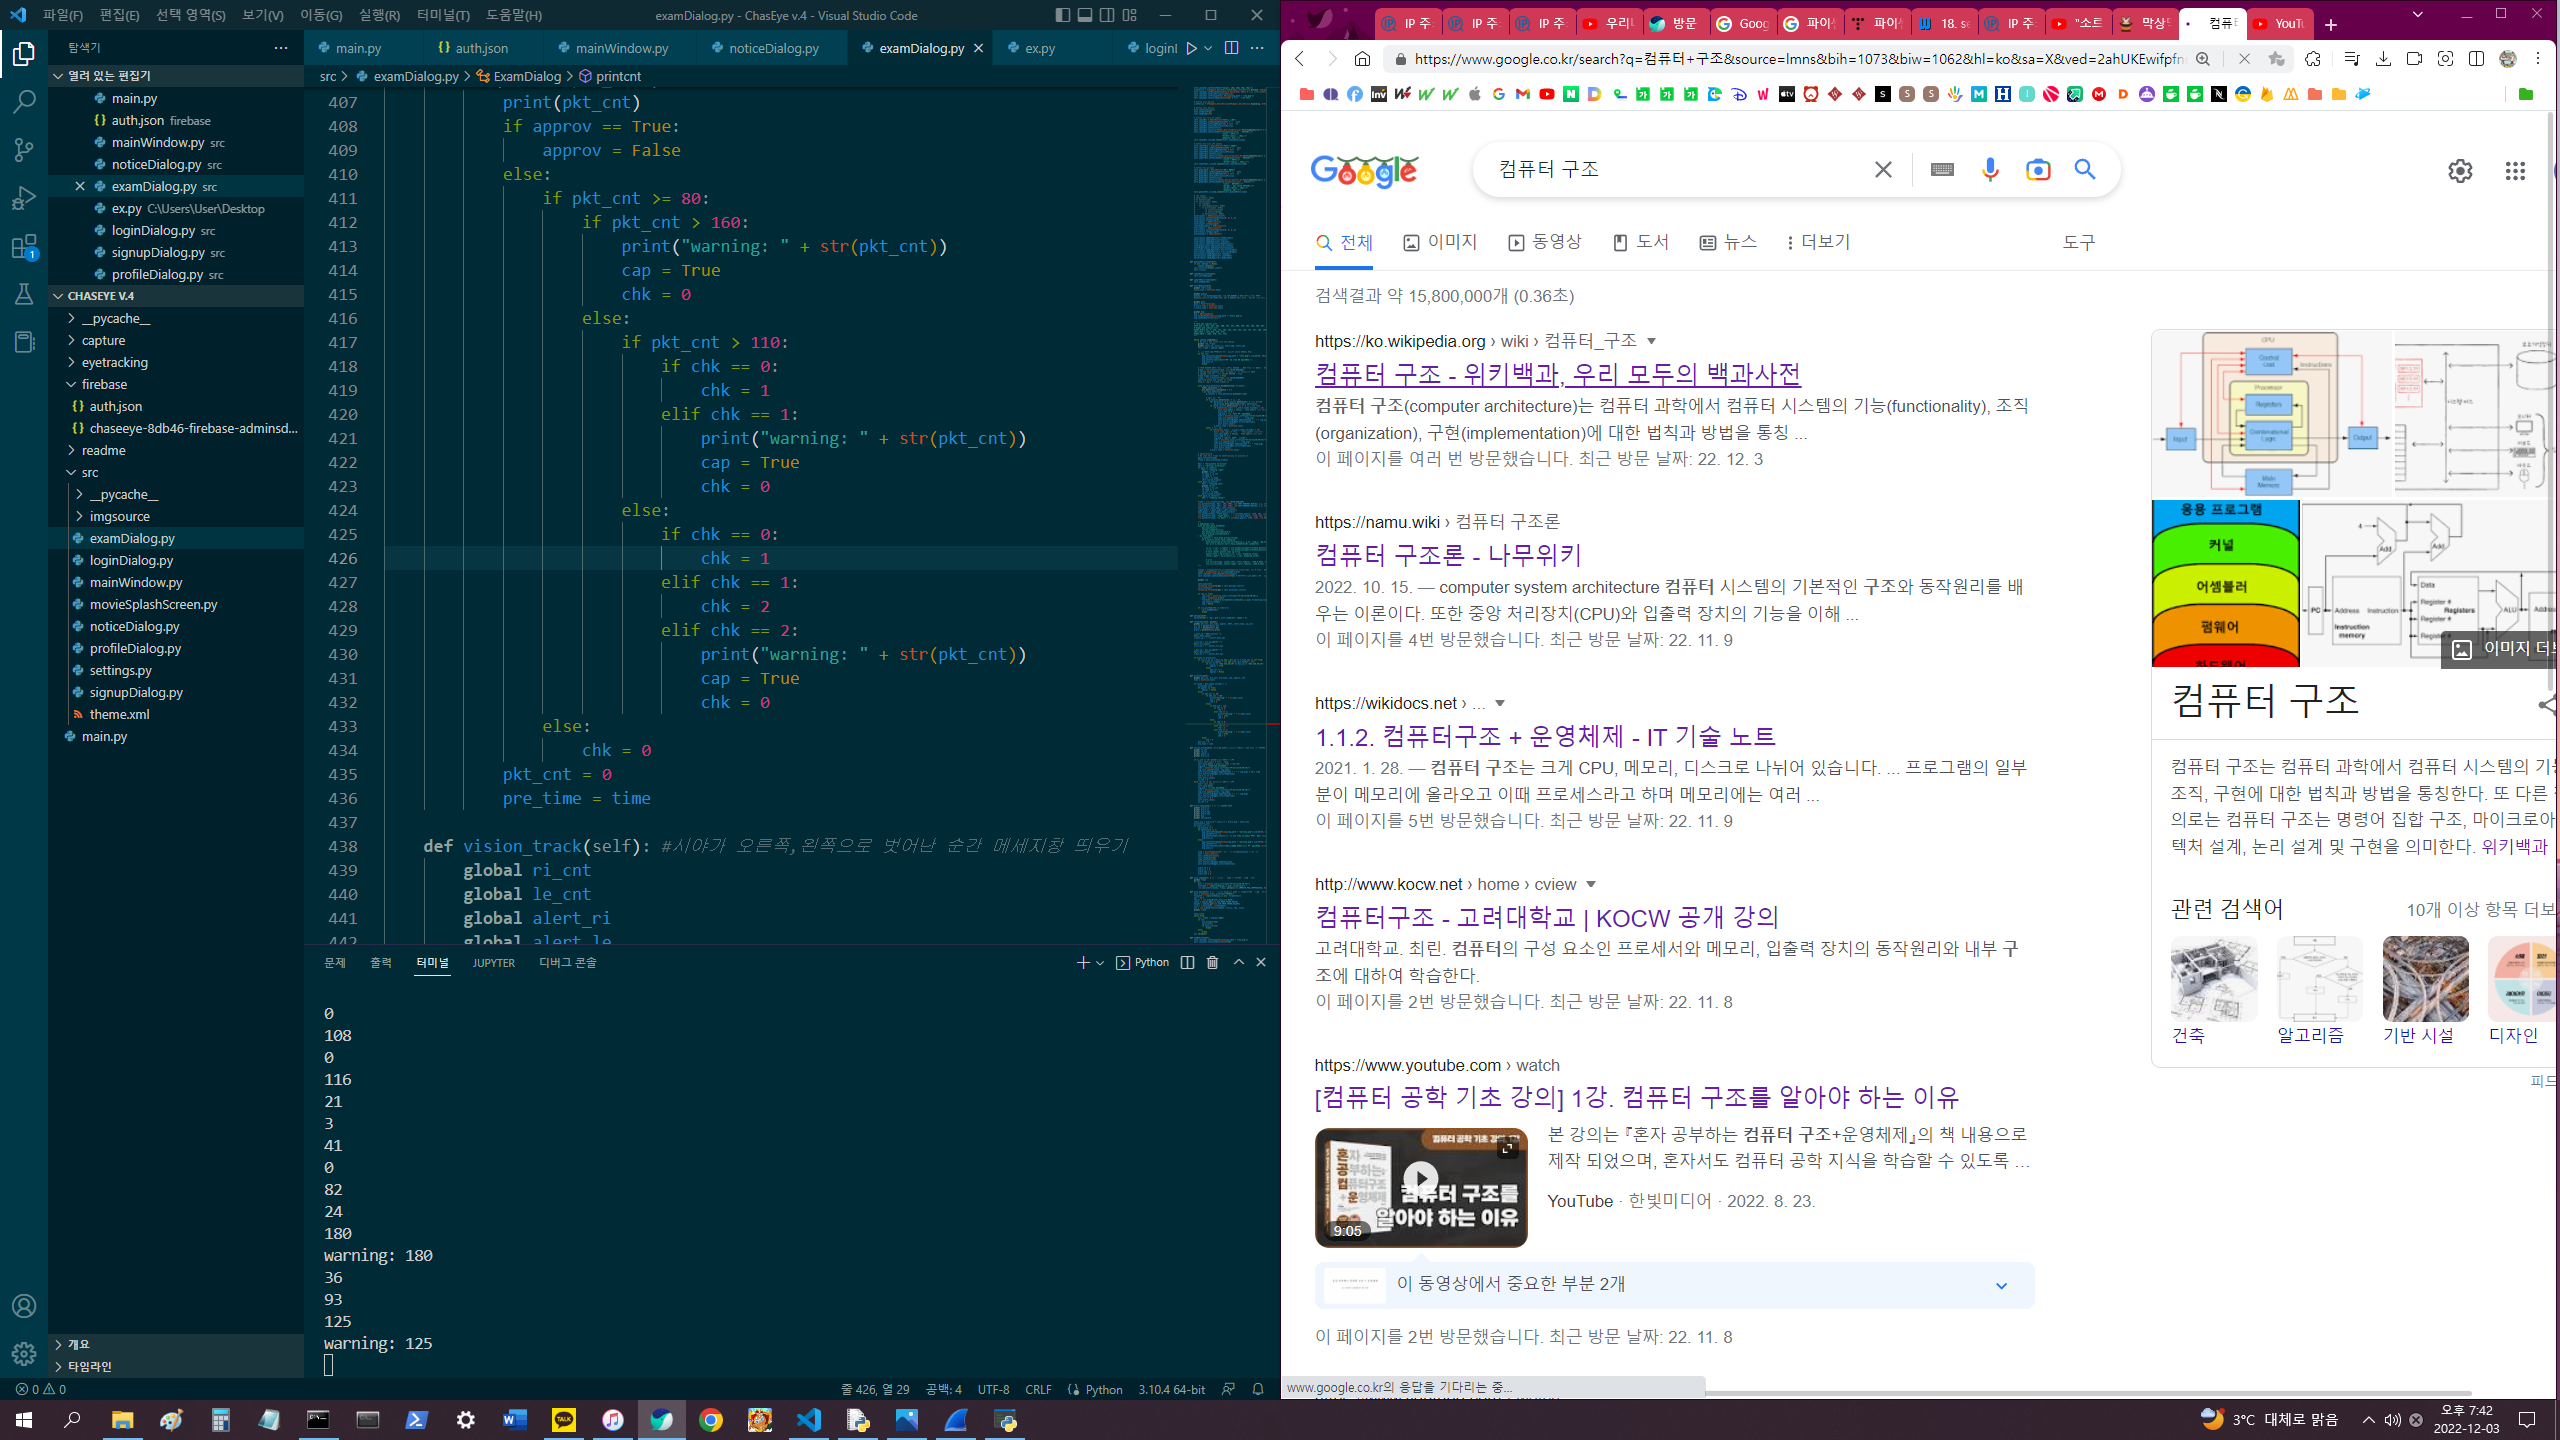 파일(F) 편집(E) 선택 영역(S) 보기(V) 이동(G) 실행(R) 터미널(T) 도움말(H)
examDialog.py - ChasEye v.4 - Visual Studio Code
탐색기
열려 있는 편집기
main.py
auth.json firebase
mainWindow.py src
noticeDialog.py src
examDialog.py src
ex.py C:\Users\User\Desktop
loginDialog.py src
signupDialog.py src
profileDialog.py src
CHASEYE V.4
__pycache__
capture
eyetracking
firebase
auth.json
chaseeye-8db46-firebase-adminsd...
readme
src
__pycache__
imgsource
examDialog.py
loginDialog.py
mainWindow.py
movieSplashScreen.py
noticeDialog.py
profileDialog.py
settings.py
signupDialog.py
theme.xml
main.py
개요
타임라인
main.py auth.json mainWindow.py noticeDialog.py examDialog.py ex.py loginI
src > examDialog.py > ExamDialog > printcnt
407 print(pkt_cnt)
408 if approv == True:
409 approv = False
410 else:
411 if pkt_cnt >= 80:
412 if pkt_cnt > 160:
413 print("warning: " + str(pkt_cnt))
414 cap = True
415 chk = 0
416 else:
417 if pkt_cnt > 110:
418 if chk == 0:
419 chk = 1
420 elif chk == 1:
421 print("warning: " + str(pkt_cnt))
422 cap = True
423 chk = 0
424 else:
425 if chk == 0:
426 chk = 1
427 elif chk == 1:
428 chk = 2
429 elif chk == 2:
430 print("warning: " + str(pkt_cnt))
431 cap = True
432 chk = 0
433 else:
434 chk = 0
435 pkt_cnt = 0
436 pre_time = time
437
438 def vision_track(self): #시야가 오른쪽,왼쪽으로 벗어난 순간 메세지창 띄우기
439 global ri_cnt
440 global le_cnt
441 global alert_ri
442 global alert_le
문제 출력 터미널 JUPYTER 디버그 콘솔
Python
0
108
0
116
21
3
41
0
82
24
180
warning: 180
36
93
125
warning: 125
0 0
줄 426, 열 29 공백: 4 UTF-8 CRLF Python 3.10.4 64-bit
IP 주 IP 주 IP 주 우리 방문 Goog 파이 파이 18. s IP 주 "소트 막상 컴퓨터 YouTu
https://www.google.co.kr/search?q=컴퓨터+구조&source=lmns&bih=1073&biw=1062&hl=ko&sa=X&ved=2ahUKEwifpfn
Google
컴퓨터 구조
전체 이미지 동영상 도서 뉴스 더보기 도구
검색결과 약 15,800,000개 (0.36초)
https://ko.wikipedia.org › wiki › 컴퓨터_구조
컴퓨터 구조 - 위키백과, 우리 모두의 백과사전
컴퓨터 구조(computer architecture)는 컴퓨터 과학에서 컴퓨터 시스템의 기능(functionality), 조직
(organization), 구현(implementation)에 대한 법칙과 방법을 통칭 ...
이 페이지를 여러 번 방문했습니다. 최근 방문 날짜: 22. 12. 3
https://namu.wiki › 컴퓨터 구조론
컴퓨터 구조론 - 나무위키
2022. 10. 15. — computer system architecture 컴퓨터 시스템의 기본적인 구조와 동작원리를 배
우는 이론이다. 또한 중앙 처리장치(CPU)와 입출력 장치의 기능을 이해 ...
이 페이지를 4번 방문했습니다. 최근 방문 날짜: 22. 11. 9
https://wikidocs.net › ...
1.1.2. 컴퓨터구조 + 운영체제 - IT 기술 노트
2021. 1. 28. — 컴퓨터 구조는 크게 CPU, 메모리, 디스크로 나뉘어 있습니다. ... 프로그램의 일부
분이 메모리에 올라오고 이때 프로세스라고 하며 메모리에는 여러 ...
이 페이지를 5번 방문했습니다. 최근 방문 날짜: 22. 11. 9
http://www.kocw.net › home › cview
컴퓨터구조 - 고려대학교 | KOCW 공개 강의
고려대학교. 최린. 컴퓨터의 구성 요소인 프로세서와 메모리, 입출력 장치의 동작원리와 내부 구
조에 대하여 학습한다.
이 페이지를 2번 방문했습니다. 최근 방문 날짜: 22. 11. 8
https://www.youtube.com › watch
[컴퓨터 공학 기초 강의] 1강. 컴퓨터 구조를 알아야 하는 이유
컴퓨터 구조를
알아야 하는 이유
9:05
본 강의는 『혼자 공부하는 컴퓨터 구조+운영체제』의 책 내용으로
제작 되었으며, 혼자서도 컴퓨터 공학 지식을 학습할 수 있도록 ...
YouTube · 한빛미디어 · 2022. 8. 23.
이 동영상에서 중요한 부분 2개
이 페이지를 2번 방문했습니다. 최근 방문 날짜: 22. 11. 8
www.google.co.kr의 응답을 기다리는 중...
CPU
Control Unit
Instructions
Processor
Registers
Combinational Logic
Input
Output
Main Memory
응용 프로그램
커널
어셈블러
펌웨어
하드웨어
4
Add
Add
PC
Address Instruction
Instruction memory
Data
Register #
Registers
Register #
Register #
ALU
Address
이미지 더보
컴퓨터 구조
컴퓨터 구조는 컴퓨터 과학에서 컴퓨터 시스템의 기능
조직, 구현에 대한 법칙과 방법을 통칭한다. 또 다른
의로는 컴퓨터 구조는 명령어 집합 구조, 마이크로아
텍처 설계, 논리 설계 및 구현을 의미한다. 위키백과
관련 검색어
10개 이상 항목 더보
건축 알고리즘 기반 시설 디자인
피드
3°C 대체로 맑음
오후 7:42
2022-12-03